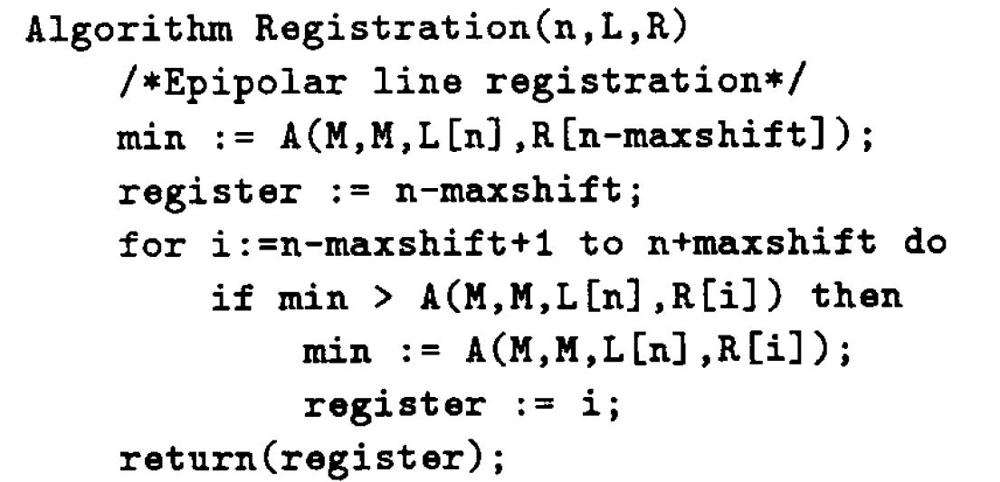 Algorithm Registration(n,L,R)
/*Epipolar line registration*/
min := A(M,M,L[n],R[n-maxshift]);
register := n-maxshift;
for i:=n-maxshift+1 to n+maxshift do
if min > A(M,M,L[n],R[i]) then
min := A(M,M,L[n],R[i]);
register := i;
return(register);